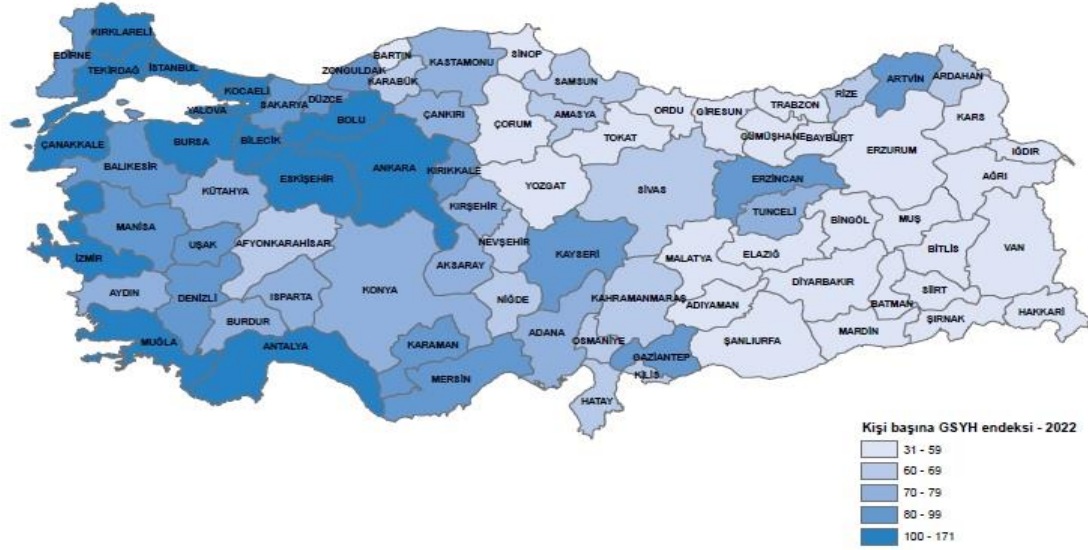 KIRKLARELİ
EDİRNE
TEKİRDAĞ
İSTANBUL
KOCAELİ
YALOVA
SAKARYA
DÜZCE
ZONGULDAK
BARTIN
KARABÜK
KASTAMONU
SİNOP
SAMSUN
ORDU
GİRESUN
TRABZON
RİZE
ARTVİN
ARDAHAN
KARS
IĞDIR
AĞRI
ERZURUM
BAYBURT
GÜMÜŞHANE
TOKAT
AMASYA
ÇORUM
ÇANKIRI
BOLU
BİLECİK
BURSA
ÇANAKKALE
BALIKESİR
KÜTAHYA
ESKİŞEHİR
ANKARA
KIRIKKALE
YOZGAT
SİVAS
ERZİNCAN
TUNCELİ
BİNGÖL
MUŞ
BİTLİS
VAN
HAKKARİ
ŞIRNAK
SİİRT
BATMAN
MARDİN
DİYARBAKIR
ELAZIĞ
MALATYA
ADIYAMAN
ŞANLIURFA
KAHRAMANMARAŞ
KAYSERİ
NEVŞEHİR
KIRŞEHİR
AKSARAY
NİĞDE
KONYA
AFYONKARAHİSAR
UŞAK
MANİSA
İZMİR
AYDIN
DENİZLİ
ISPARTA
BURDUR
MUĞLA
ANTALYA
KARAMAN
MERSİN
ADANA
OSMANİYE
GAZİANTEP
KİLİS
HATAY
Kişi başına GSYH endeksi - 2022
31 - 59
60 - 69
70 - 79
80 - 99
100 - 171